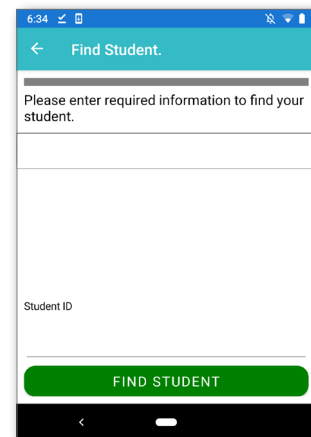 6:34
Find Student.
Please enter required information to find your
student.
Student ID
FIND STUDENT